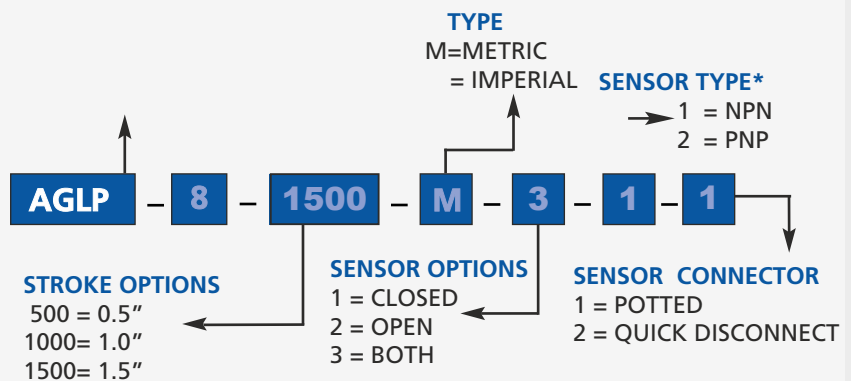 TYPE
M=METRIC
= IMPERIAL
SENSOR TYPE*
1 = NPN
2 = PNP
AGLP – 8 – 1500 – M – 3 – 1 – 1
STROKE OPTIONS
500 = 0.5”
1000= 1.0”
1500= 1.5”
SENSOR OPTIONS
1 = CLOSED
2 = OPEN
3 = BOTH
SENSOR CONNECTOR
1 = POTTED
2 = QUICK DISCONNECT